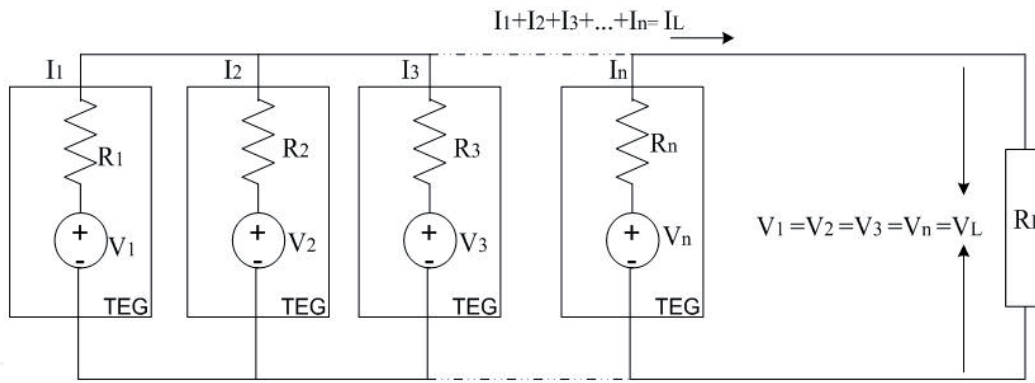 I1+I2+I3+...+In= IL
I1 I2 I3 In
R1 R2 R3 Rn
V1 V2 V3 Vn
V1 =V2 =V3 =Vn =VL
TEG TEG TEG TEG